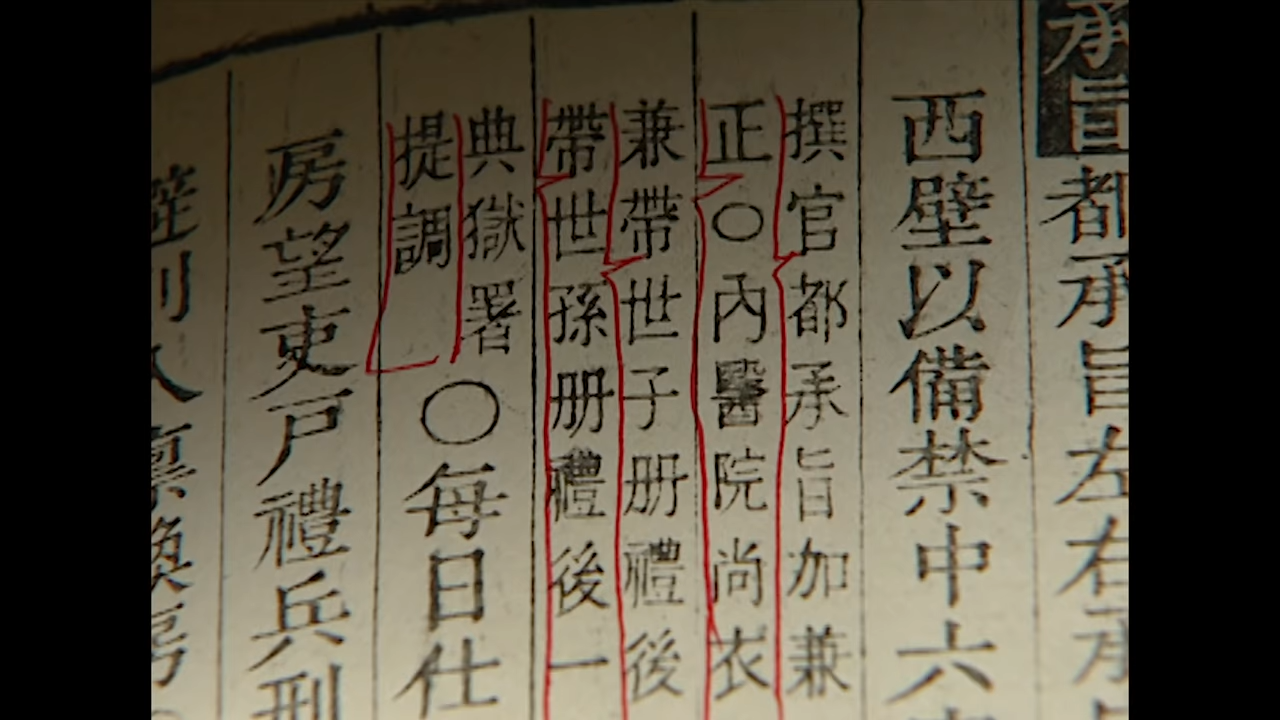 承旨都承旨左右承
西壁以備禁中六
撰官都承旨加兼
正○內醫院尚衣
兼帶世子册禮後
帶世孫册禮後一
典獄署
提調
○每日仕
房望吏戶禮兵刑